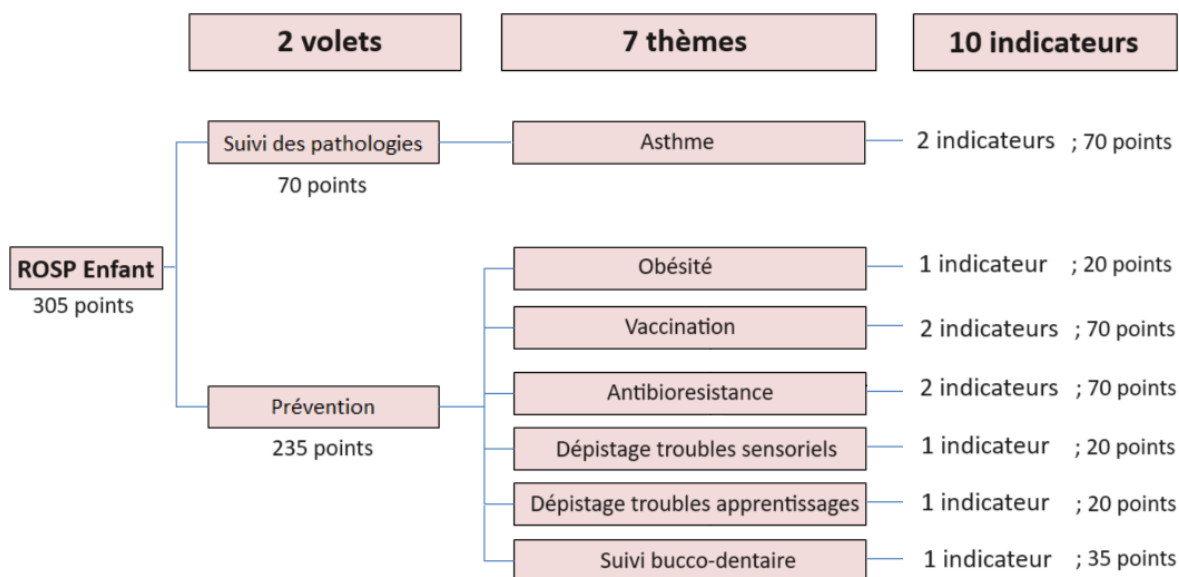 2 volets 7 thèmes 10 indicateurs
Suivi des pathologies Asthme 2 indicateurs ; 70 points
70 points
ROSP Enfant
305 points
Obésité 1 indicateur ; 20 points
Vaccination 2 indicateurs ; 70 points
Prévention
235 points
Antibioresistance 2 indicateurs ; 70 points
Dépistage troubles sensoriels 1 indicateur ; 20 points
Dépistage troubles apprentissages 1 indicateur ; 20 points
Suivi bucco-dentaire 1 indicateur ; 35 points